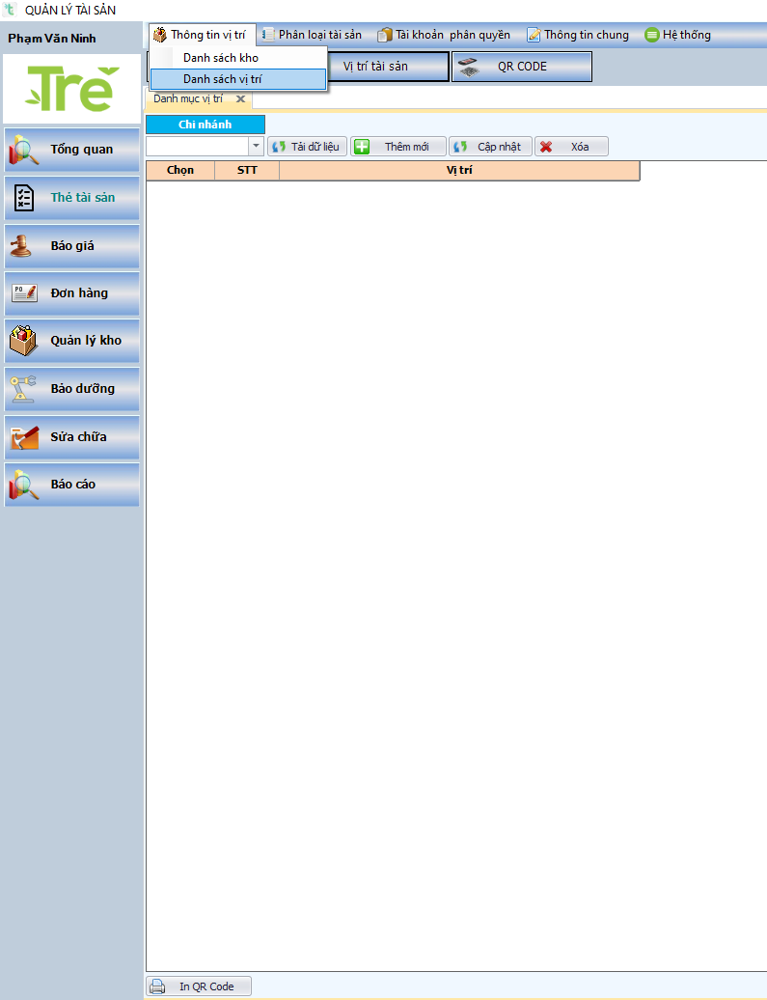 QUẢN LÝ TÀI SẢN
Phạm Văn Ninh
Thông tin vị trí
Phân loại tài sản
Tài khoản phân quyền
Thông tin chung
Hệ thống
Danh sách kho
Danh sách vị trí
Vị trí tài sản
QR CODE
Danh mục vị trí
Trẻ
Chi nhánh
Tải dữ liệu
Thêm mới
Cập nhật
Xóa
Chọn
STT
Vị trí
Tổng quan
Thẻ tài sản
Báo giá
Đơn hàng
Quản lý kho
Bảo dưỡng
Sửa chữa
Báo cáo
In QR Code